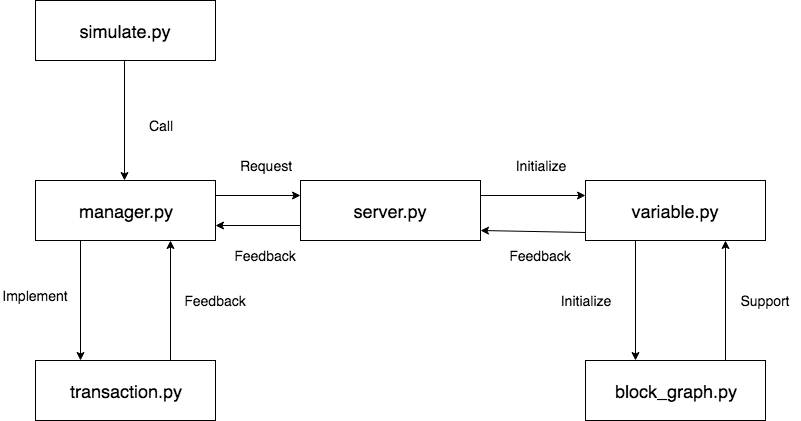 simulate.py
Call
Request
Initialize
manager.py
server.py
variable.py
Feedback
Feedback
Implement
Feedback
Initialize
Support
transaction.py
block_graph.py